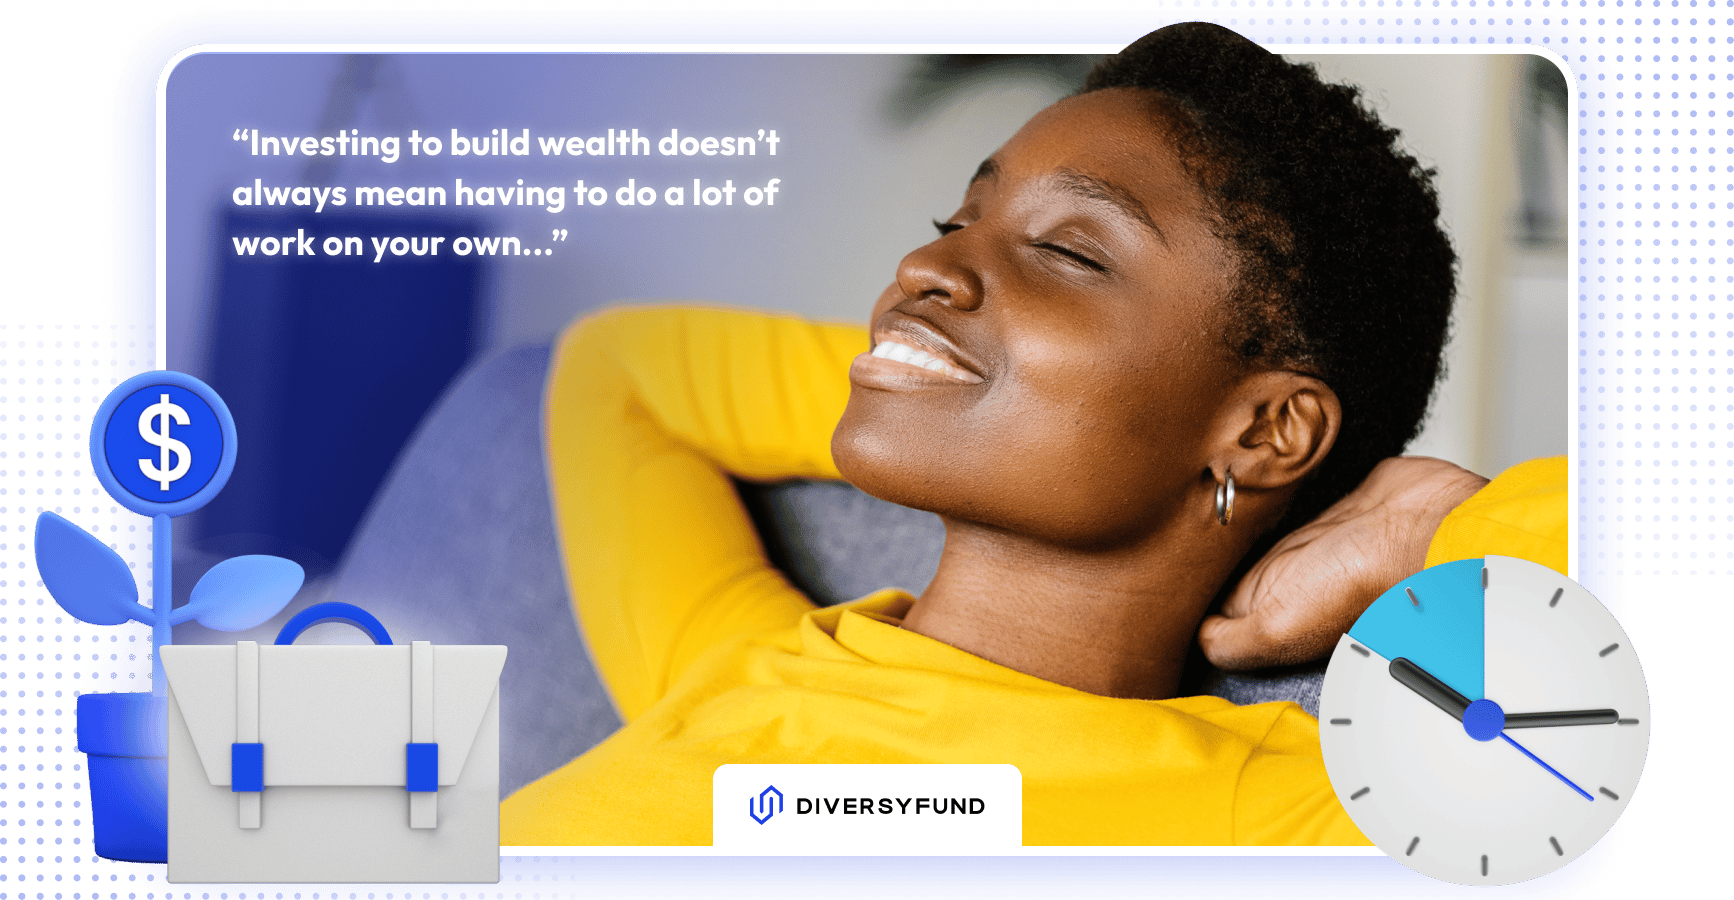 “Investing to build wealth doesn’t
always mean having to do a lot of
work on your own...”
$
DIVERSYFUND